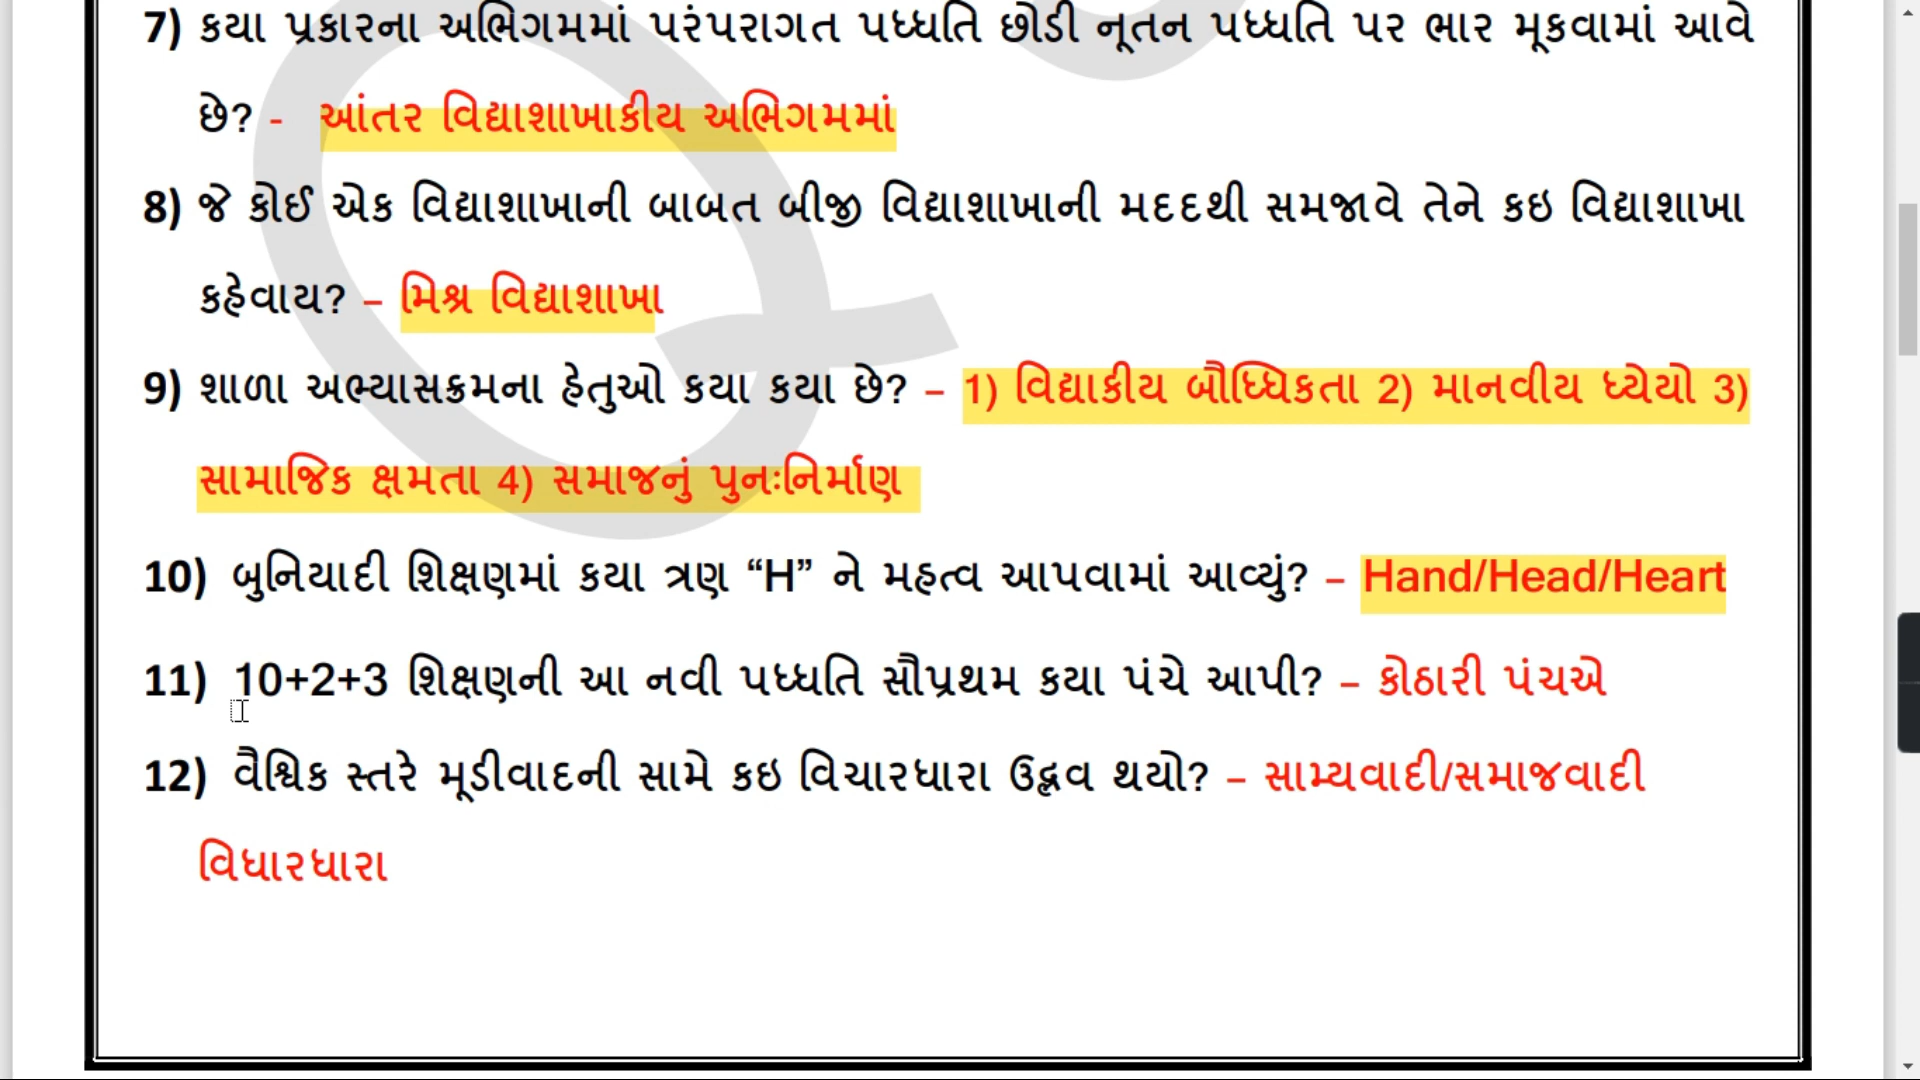 7) કયા પ્રકારના અભિગમમાં પરંપરાગત પધ્ધતિ છોડી નૂતન પધ્ધતિ પર ભાર મૂકવામાં આવે
છે? - આંતર વિદ્યાશાખાકીય અભિગમમાં
8) જે કોઈ એક વિદ્યાશાખાની બાબત બીજી વિદ્યાશાખાની મદદથી સમજાવે તેને કઇ વિદ્યાશાખા
કહેવાય? – મિશ્ર વિદ્યાશાખા
9) શાળા અભ્યાસક્રમના હેતુઓ કયા કયા છે? – 1) વિદ્યાકીય બૌધ્ધિકતા 2) માનવીય ધ્યેયો 3)
સામાજિક ક્ષમતા 4) સમાજનું પુનઃનિર્માણ
10) બુનિયાદી શિક્ષણમાં કયા ત્રણ “H” ને મહત્વ આપવામાં આવ્યું? – Hand/Head/Heart
11) 10+2+3 શિક્ષણની આ નવી પધ્ધતિ સૌપ્રથમ કયા પંચે આપી? – કોઠારી પંચએ
12) વૈશ્વિક સ્તરે મૂડીવાદની સામે કઇ વિચારધારા ઉદ્ભવ થયો? – સામ્યવાદી/સમાજવાદી
વિધારધારા